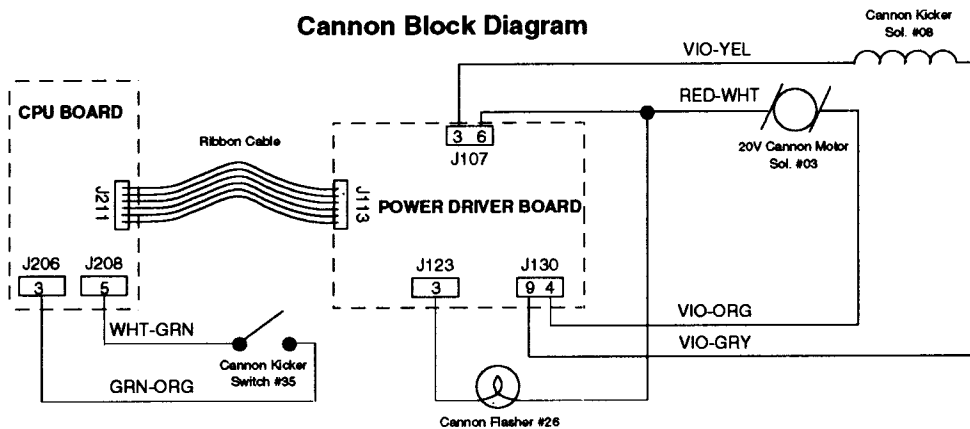 Cannon Block Diagram
Cannon Kicker
Sol. #08
VIO-YEL
RED-WHT
CPU BOARD
Ribbon Cable
3 6
J107
20V Cannon Motor
Sol. #03
J211
J113
POWER DRIVER BOARD
J206
J208
J123
J130
3
5
3
9 4
VIO-ORG
WHT-GRN
VIO-GRY
Cannon Kicker
Switch #35
GRN-ORG
Cannon Flasher #26